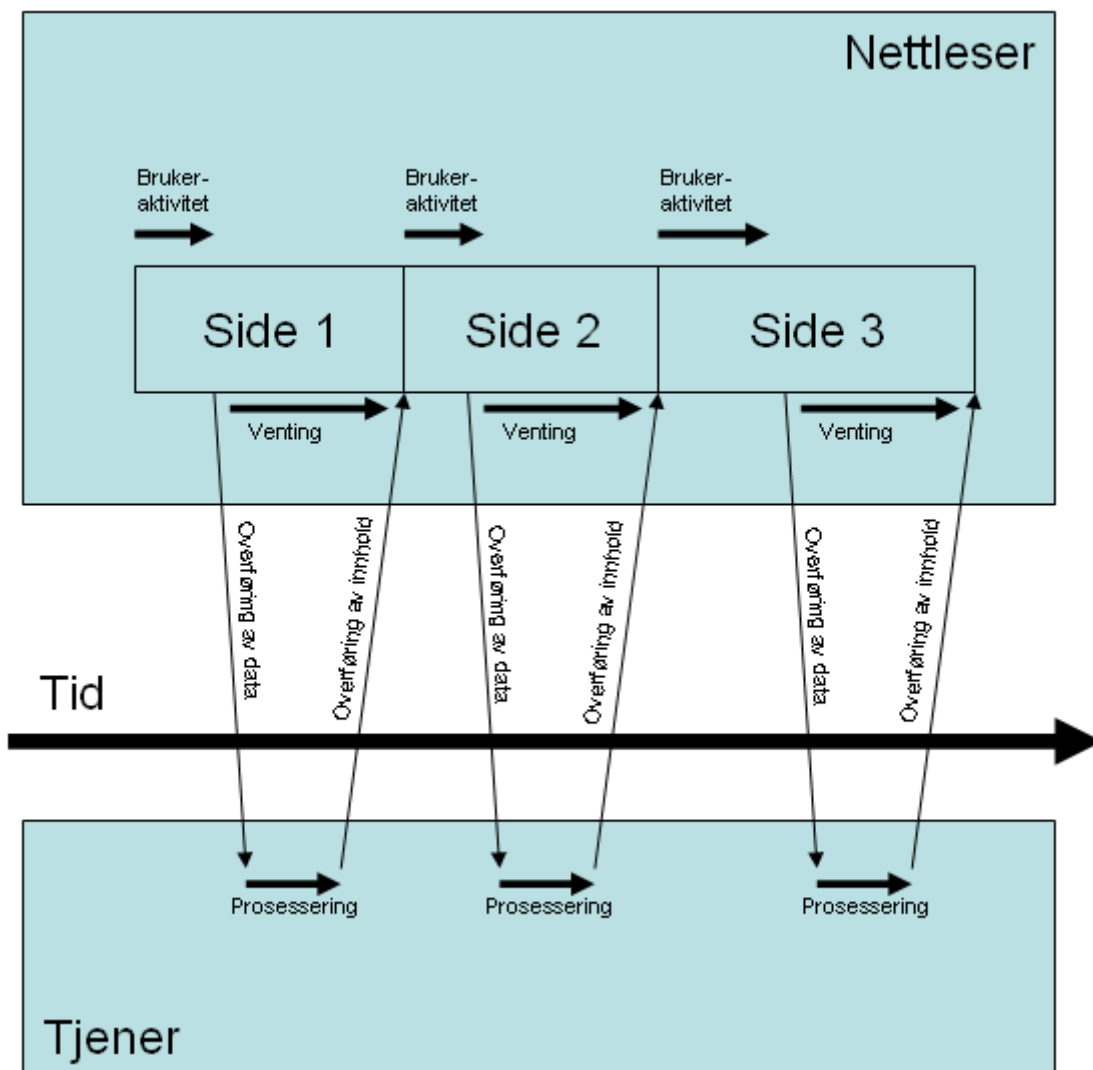 Nettleser
Bruker-
aktivitet
Bruker-
aktivitet
Bruker-
aktivitet
Side 1
Side 2
Side 3
Venting
Venting
Venting
Overføring av data
Overføring av innhold
Overføring av data
Overføring av innhold
Overføring av data
Overføring av innhold
Tid
Prosessering
Prosessering
Prosessering
Tjener